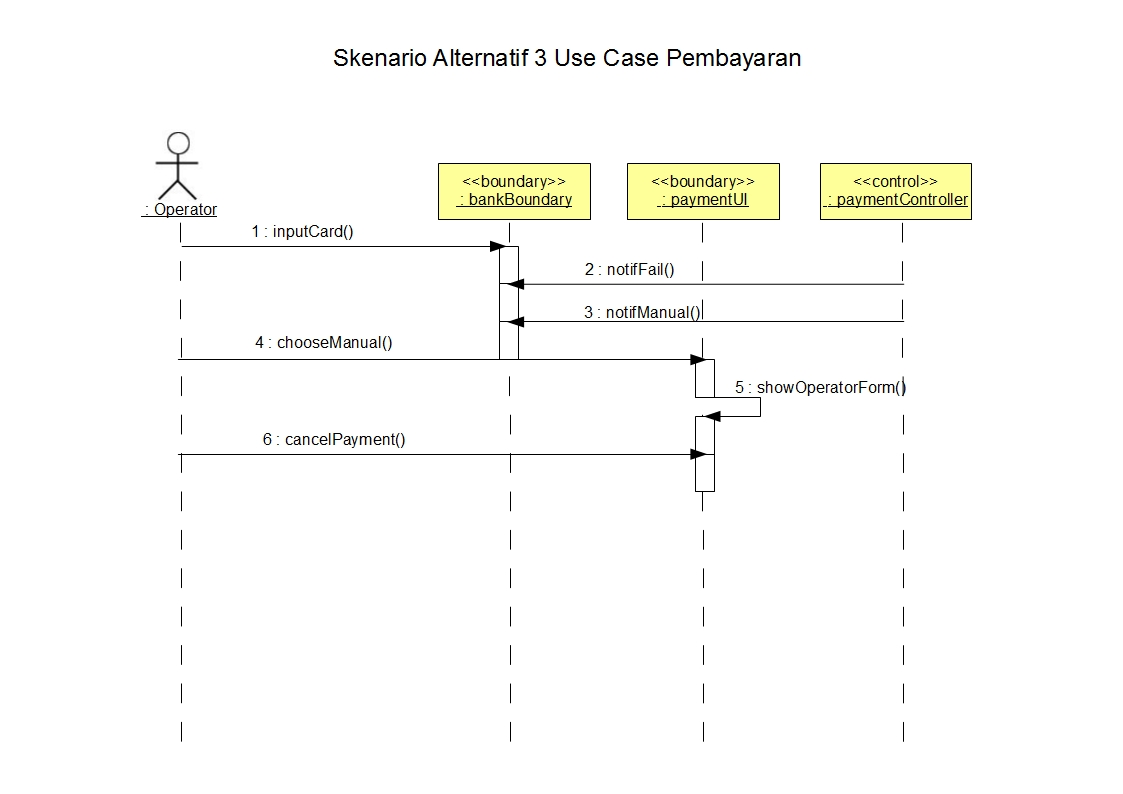 Skenario Alternatif 3 Use Case Pembayaran
: Operator
<<boundary>>
: bankBoundary
<<boundary>>
: paymentUI
<<control>>
: paymentController
1 : inputCard()
2 : notifFail()
3 : notifManual()
4 : chooseManual()
5 : showOperatorForm()
6 : cancelPayment()